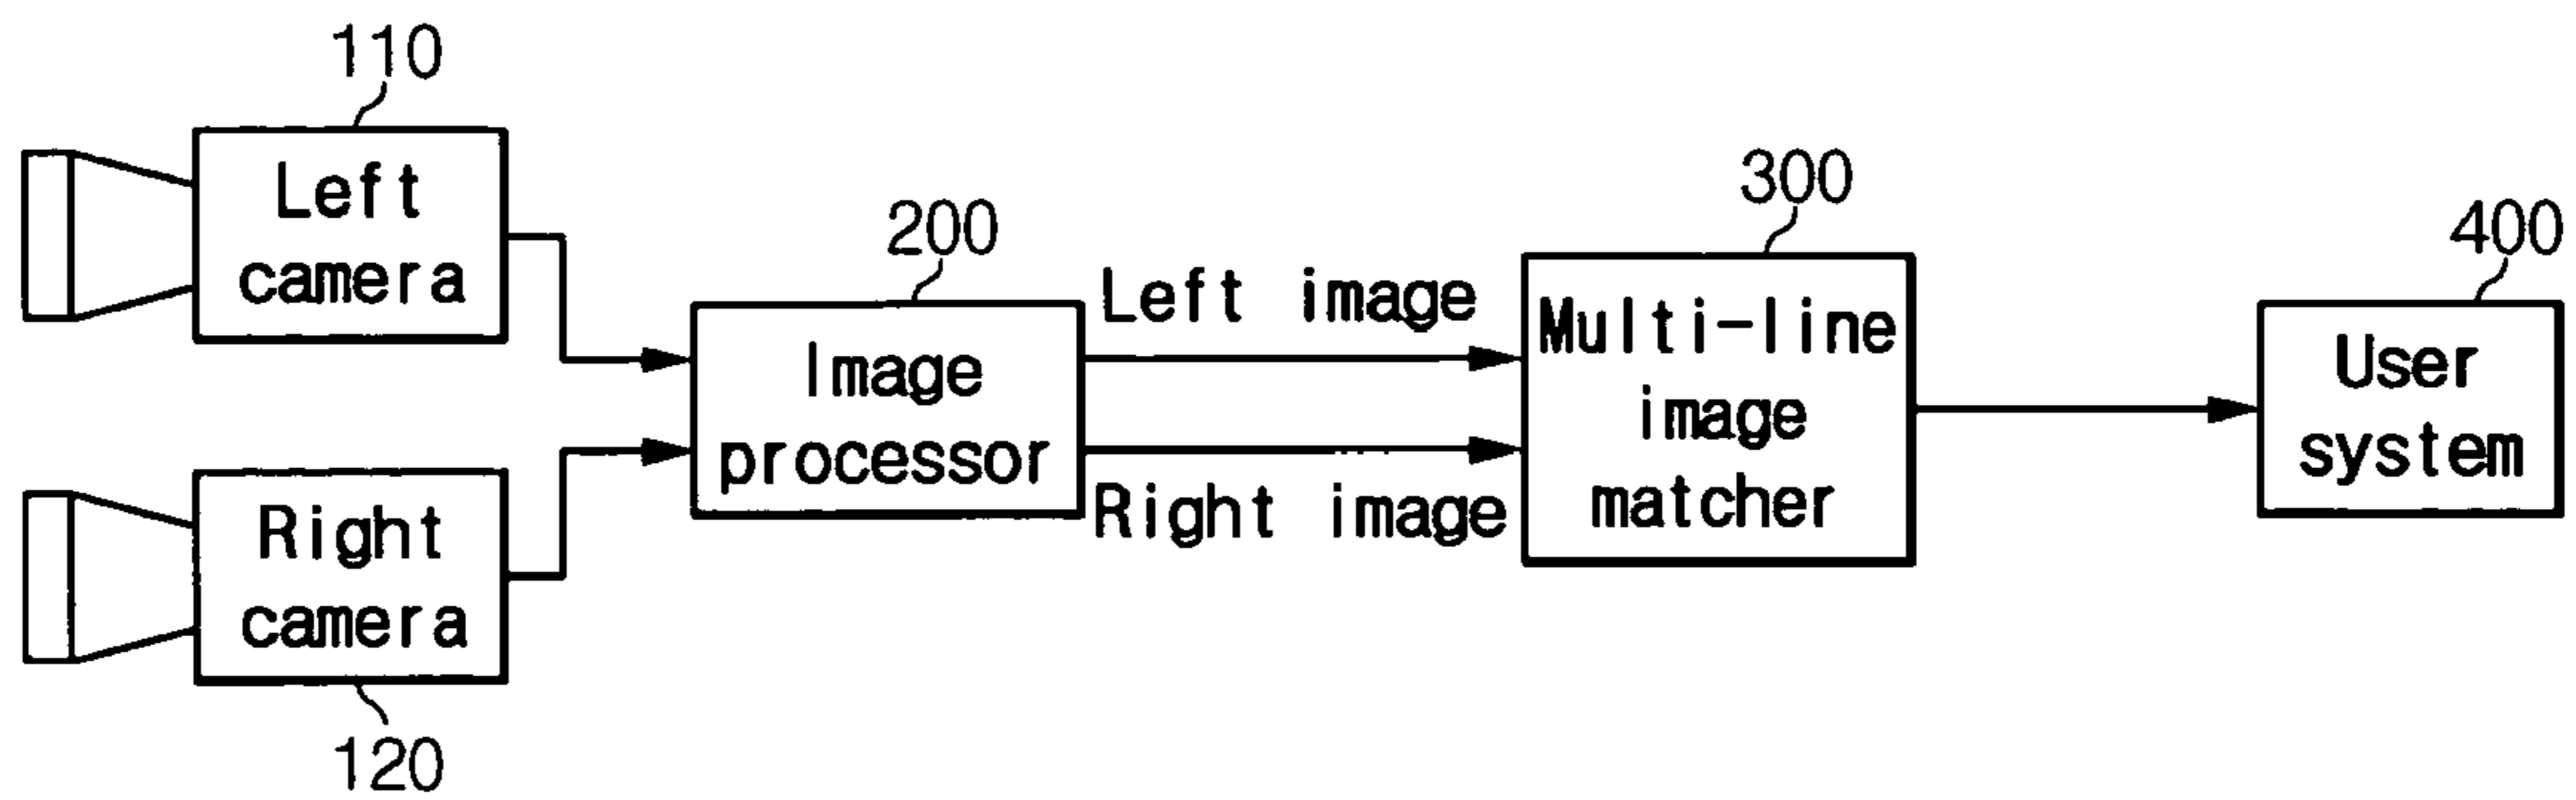 110
Left
camera
200
Image
processor
Left image
Right image
300
Multi-line
image
matcher
400
User
system
Right
camera
120